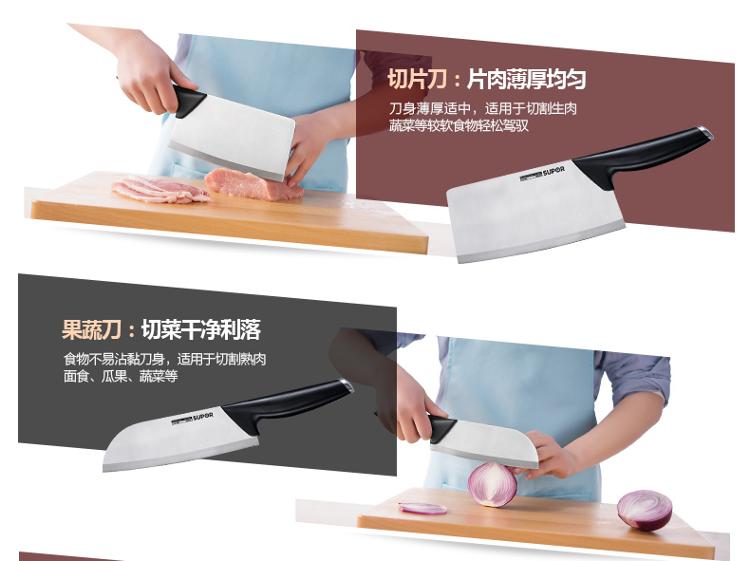 切片刀：片肉薄厚均匀
刀身薄厚适中，适用于切割生肉
蔬菜等较软食物轻松驾驭
SUPOR
果蔬刀：切菜干净利落
食物不易沾黏刀身，适用于切割熟肉
面食、瓜果、蔬菜等
SUPOR